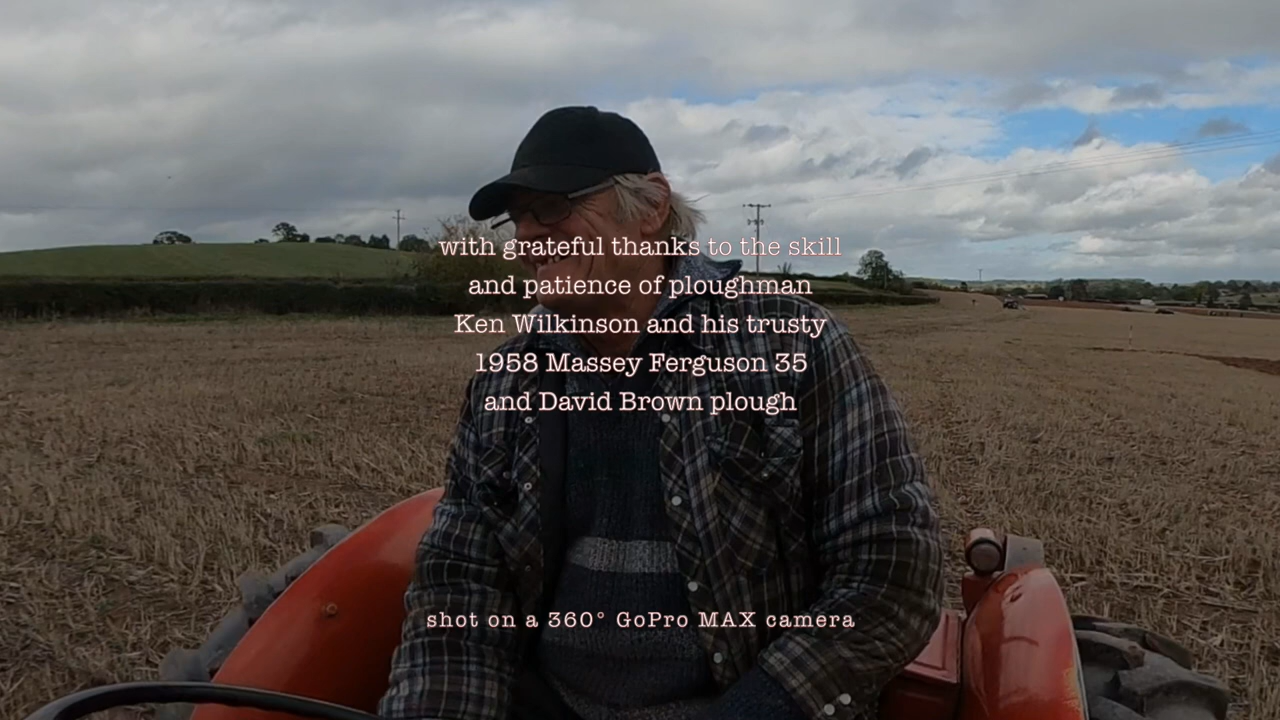 with grateful thanks to the skill
and patience of ploughman
Ken Wilkinson and his trusty
1958 Massey Ferguson 35
and David Brown plough
shot on a 360° GoPro MAX camera